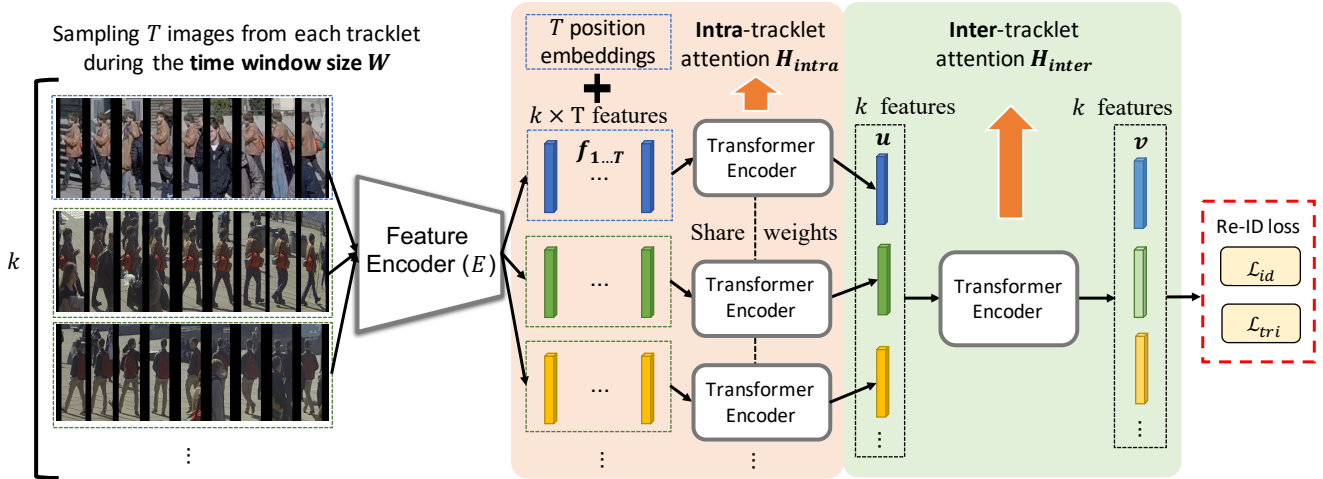 Sampling T images from each tracklet
during the time window size W
k
⋮
Feature
Encoder (E)
T position
embeddings
+
k × T features
f1…T
...
...
...
⋮
Intra-tracklet
attention Hintra
Transformer
Encoder
Share weights
Transformer
Encoder
Transformer
Encoder
⋮
Inter-tracklet
attention Hinter
k features
u
⋮
Transformer
Encoder
k features
v
⋮
Re-ID loss
ℒid
ℒtri